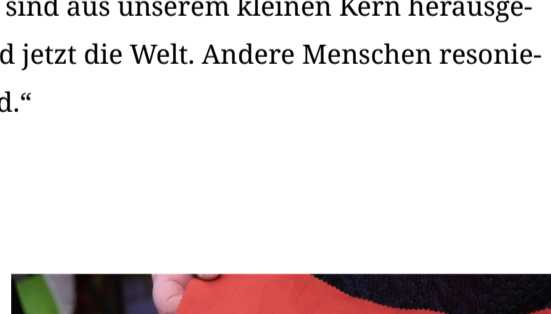 sind aus unserem kleinen Kern herausge-
d jetzt die Welt. Andere Menschen resonie-
d.“